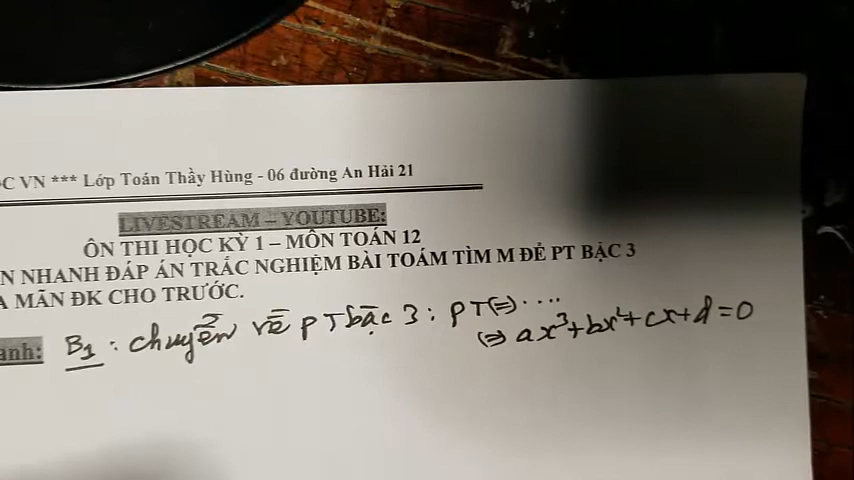 C VN *** Lớp Toán Thầy Hùng - 06 đường An Hải 21
LIVESTREAM – YOUTUBE:
ÔN THI HỌC KỲ 1 – MÔN TOÁN 12
N NHANH ĐÁP ÁN TRẮC NGHIỆM BÀI TOÁM TÌM M ĐỂ PT BẬC 3
A MÃN ĐK CHO TRƯỚC.
anh: B1 : chuyển về PT bậc 3 : PT ⇔ ....
⇔ ax³+bx²+cx+d=0